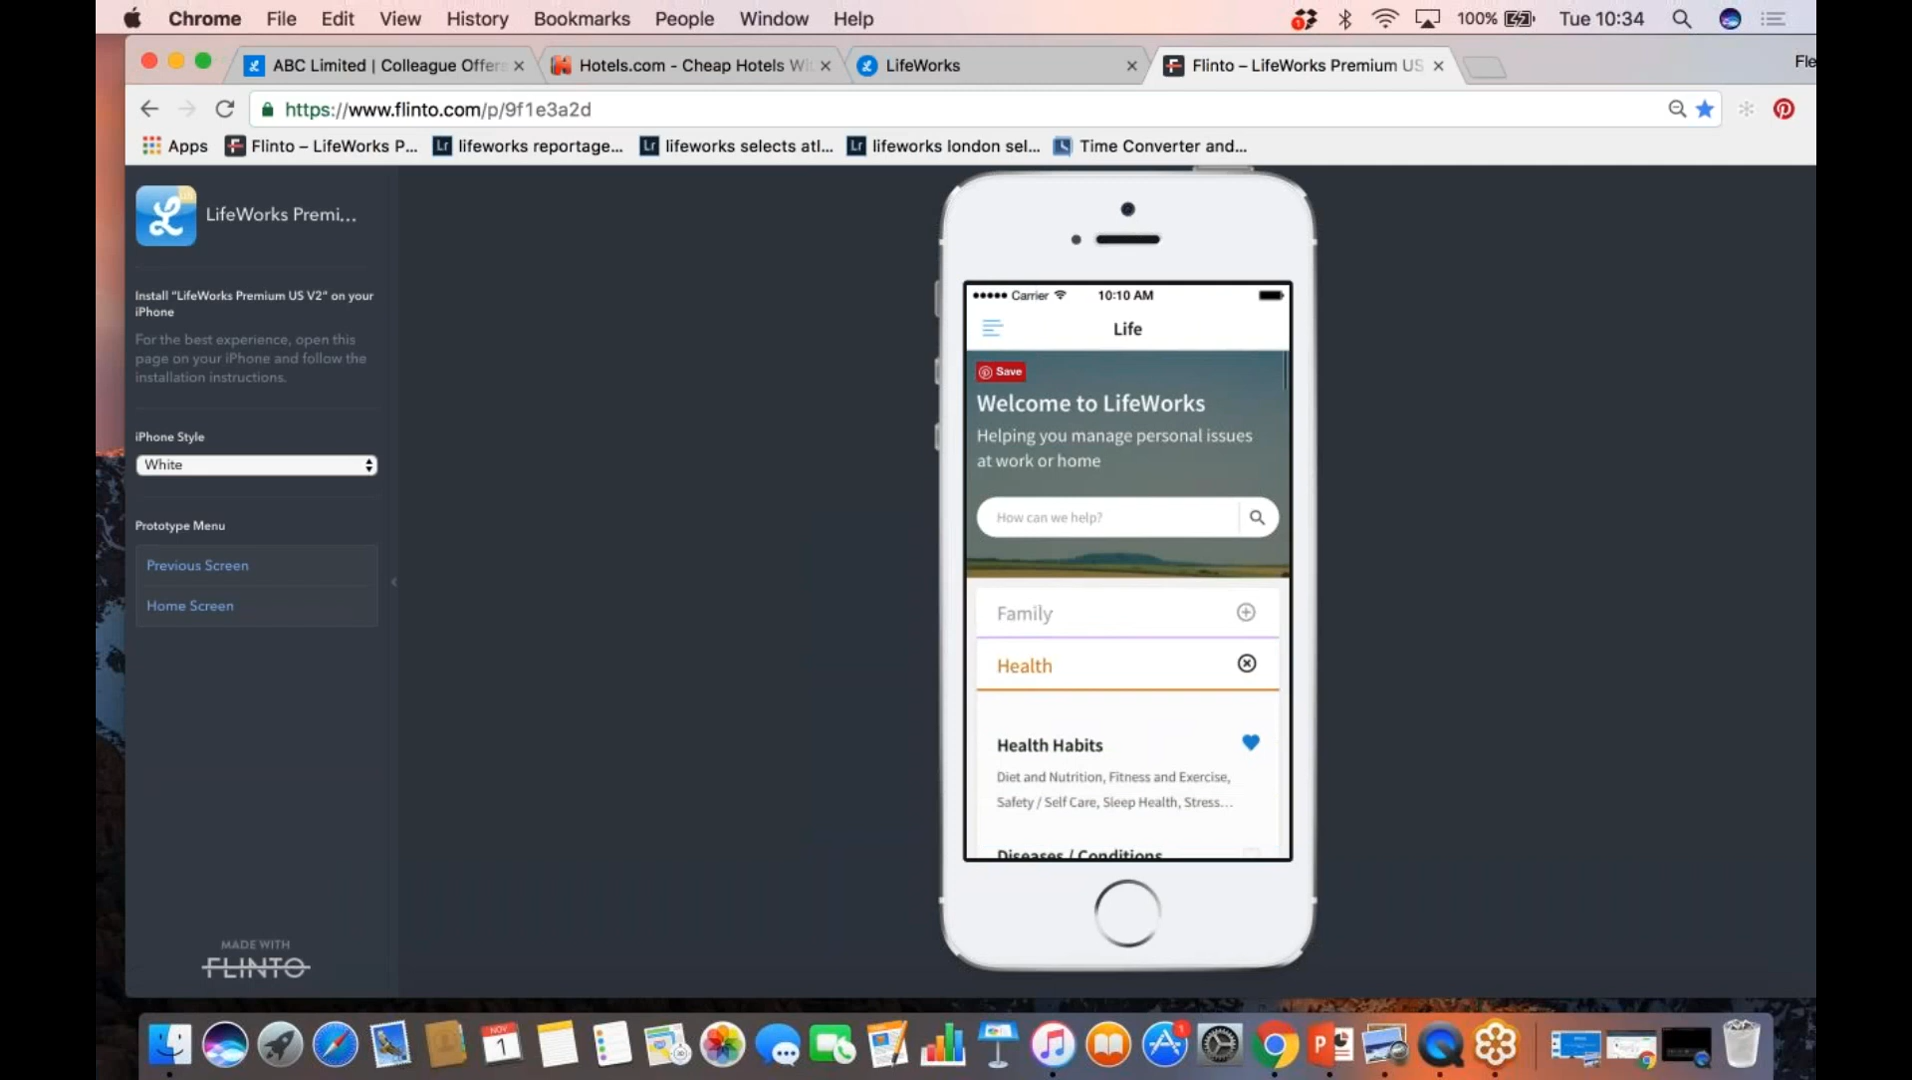 Chrome File Edit View History Bookmarks People Window Help 100% Tue 10:34
ABC Limited | Colleague Offers
Hotels.com - Cheap Hotels Wi
LifeWorks
Flinto – LifeWorks Premium US
Fle
https://www.flinto.com/p/9f1e3a2d
Apps
Flinto – LifeWorks P...
lifeworks reportage...
lifeworks selects atl...
lifeworks london sel...
Time Converter and...
LifeWorks Premi...
Install “LifeWorks Premium US V2” on your
iPhone
For the best experience, open this
page on your iPhone and follow the
installation instructions.
iPhone Style
White
Prototype Menu
Previous Screen
Home Screen
MADE WITH
FLINTO
Carrier 10:10 AM
Life
Save
Welcome to LifeWorks
Helping you manage personal issues
at work or home
How can we help?
Family
Health
Health Habits
Diet and Nutrition, Fitness and Exercise,
Safety / Self Care, Sleep Health, Stress...
Diseases / Conditions
NOV
1
1